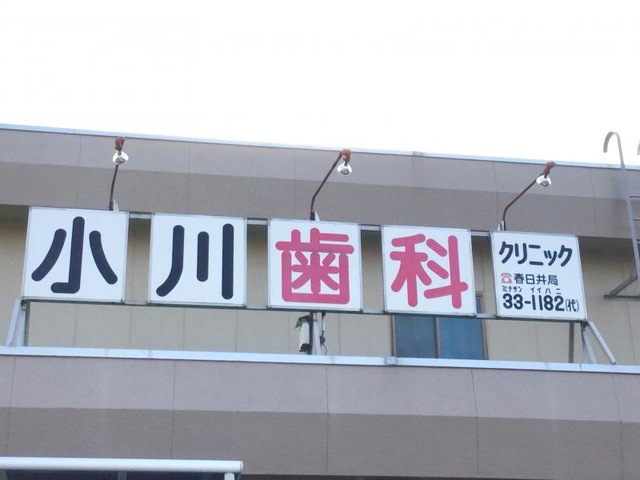 小川歯科
クリニック
☎春日井局
ミナサン イイハニ
33-1182(代)